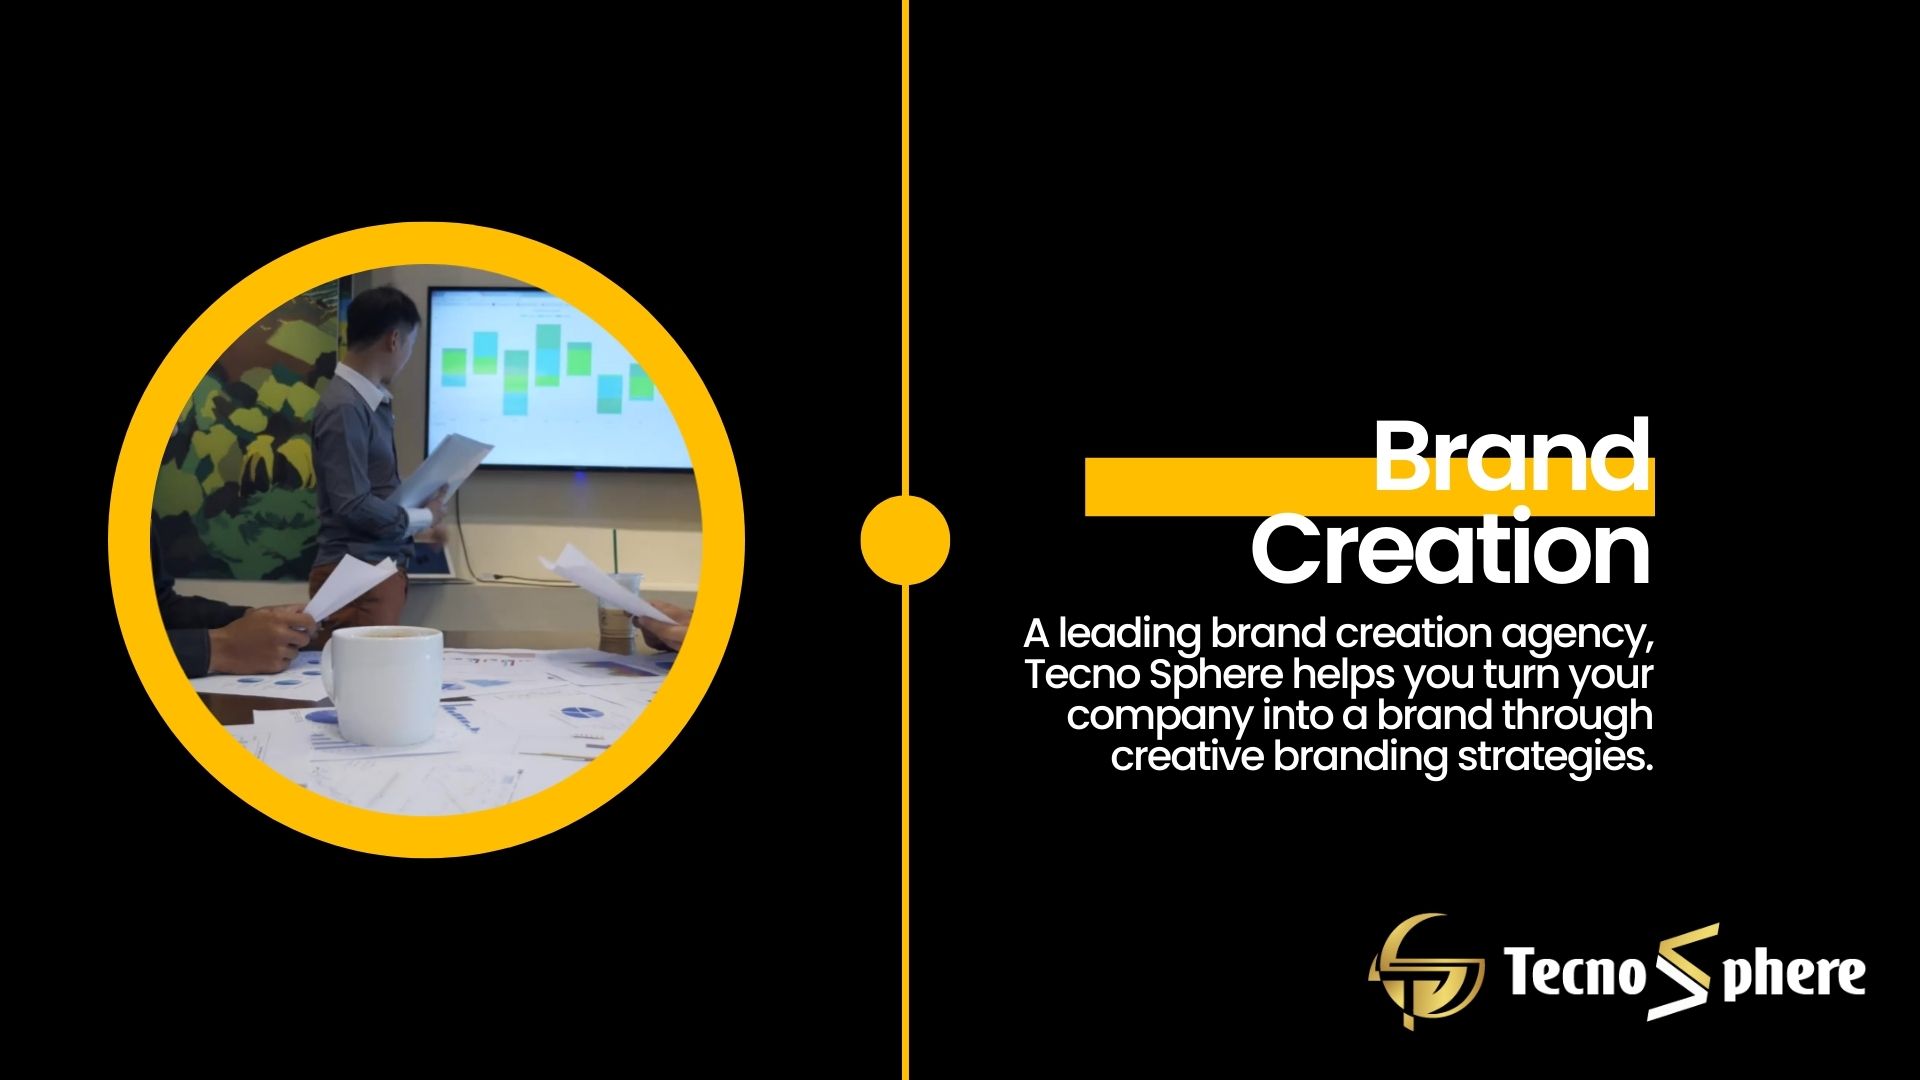 Brand
Creation
A leading brand creation agency,
Tecno Sphere helps you turn your
company into a brand through
creative branding strategies.
Tecno Sphere